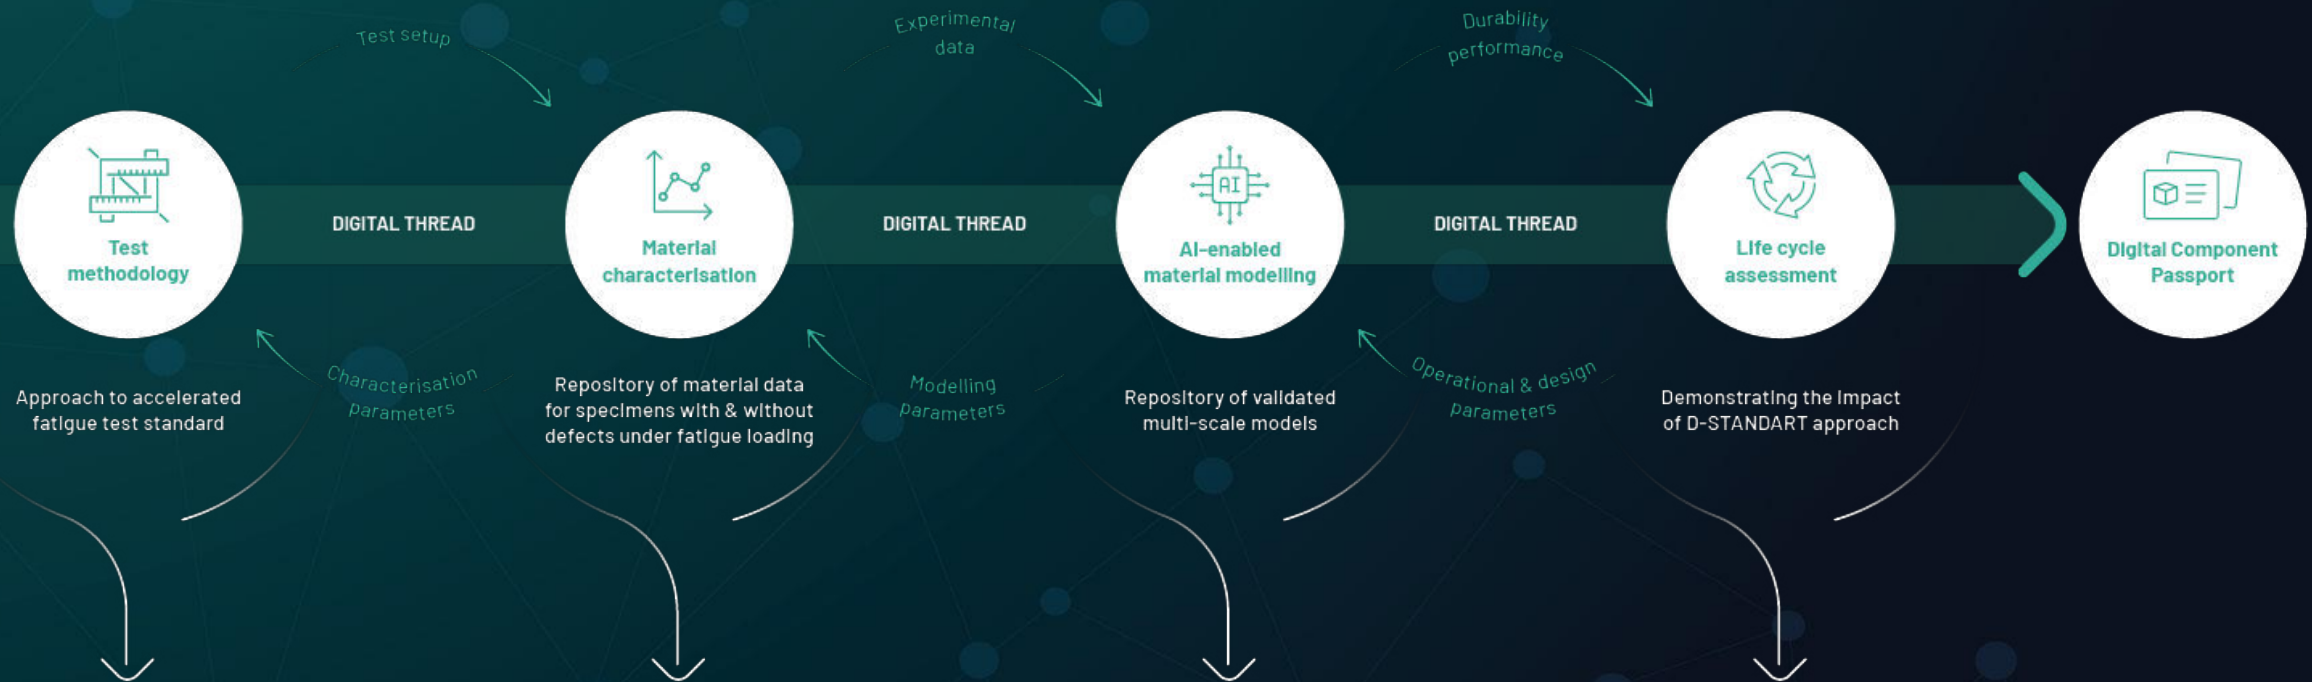 Test setup
Experimental
data
Durability
performance
Test
methodology
DIGITAL THREAD
Material
characterisation
DIGITAL THREAD
AI
AI-enabled
material modelling
DIGITAL THREAD
Life cycle
assessment
Digital Component
Passport
Approach to accelerated
fatigue test standard
Characterisation
parameters
Repository of material data
for specimens with & without
defects under fatigue loading
Modelling
parameters
Repository of validated
multi-scale models
Operational & design
parameters
Demonstrating the impact
of D-STANDART approach